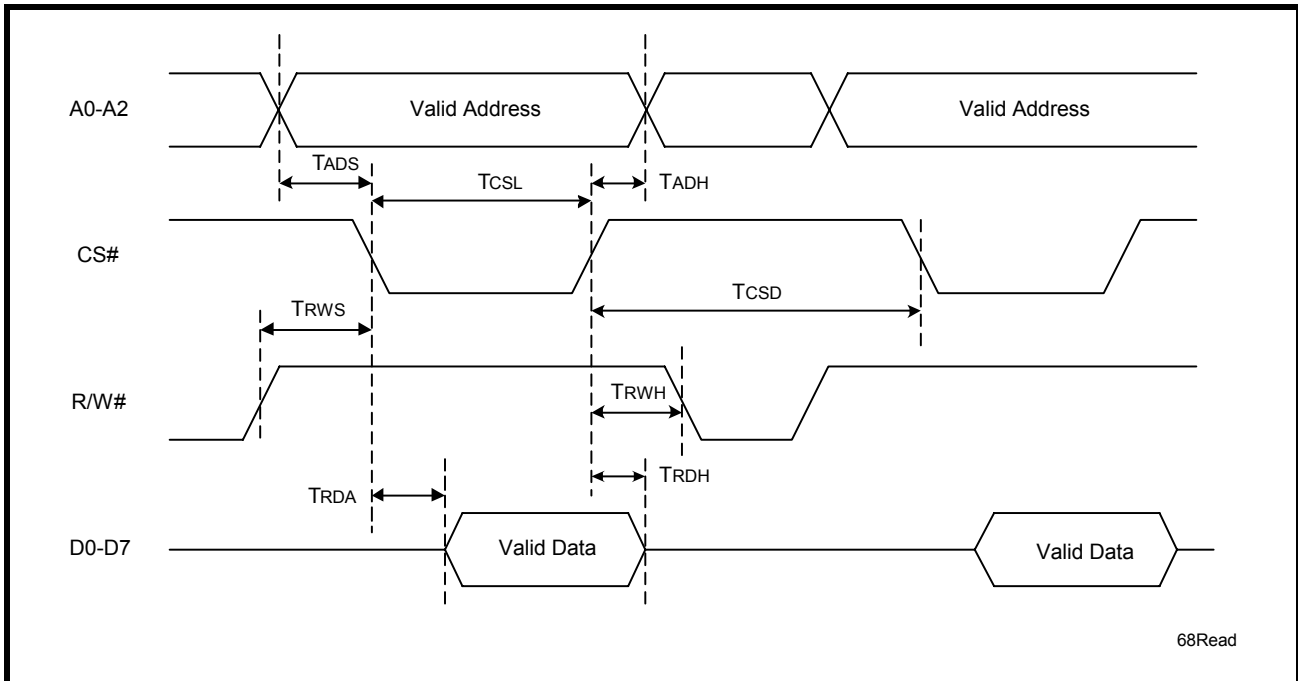 A0-A2
Valid Address
Valid Address
TADS
TCSL
TADH
CS#
TCSD
TRWS
R/W#
TRWH
TRDH
TRDA
D0-D7
Valid Data
Valid Data
68Read